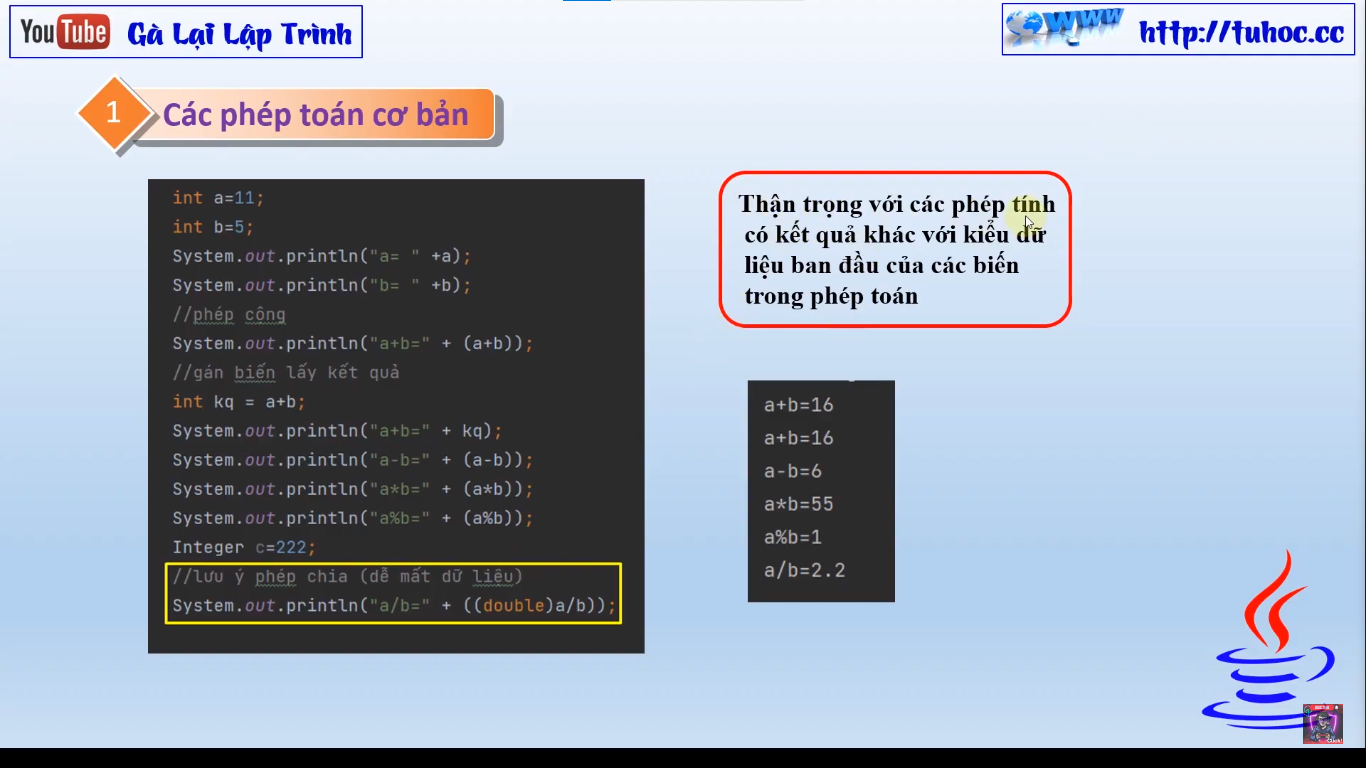 YouTube Gà Lại Lập Trình
WWW http://tuhoc.cc
1 Các phép toán cơ bản
int a=11;
int b=5;
System.out.println("a= " +a);
System.out.println("b= " +b);
//phép cộng
System.out.println("a+b=" + (a+b));
//gán biến lấy kết quả
int kq = a+b;
System.out.println("a+b=" + kq);
System.out.println("a-b=" + (a-b));
System.out.println("a*b=" + (a*b));
System.out.println("a%b=" + (a%b));
Integer c=222;
//lưu ý phép chia (dễ mất dữ liệu)
System.out.println("a/b=" + ((double)a/b));
Thận trọng với các phép tính
có kết quả khác với kiểu dữ
liệu ban đầu của các biến
trong phép toán
a+b=16
a+b=16
a-b=6
a*b=55
a%b=1
a/b=2.2